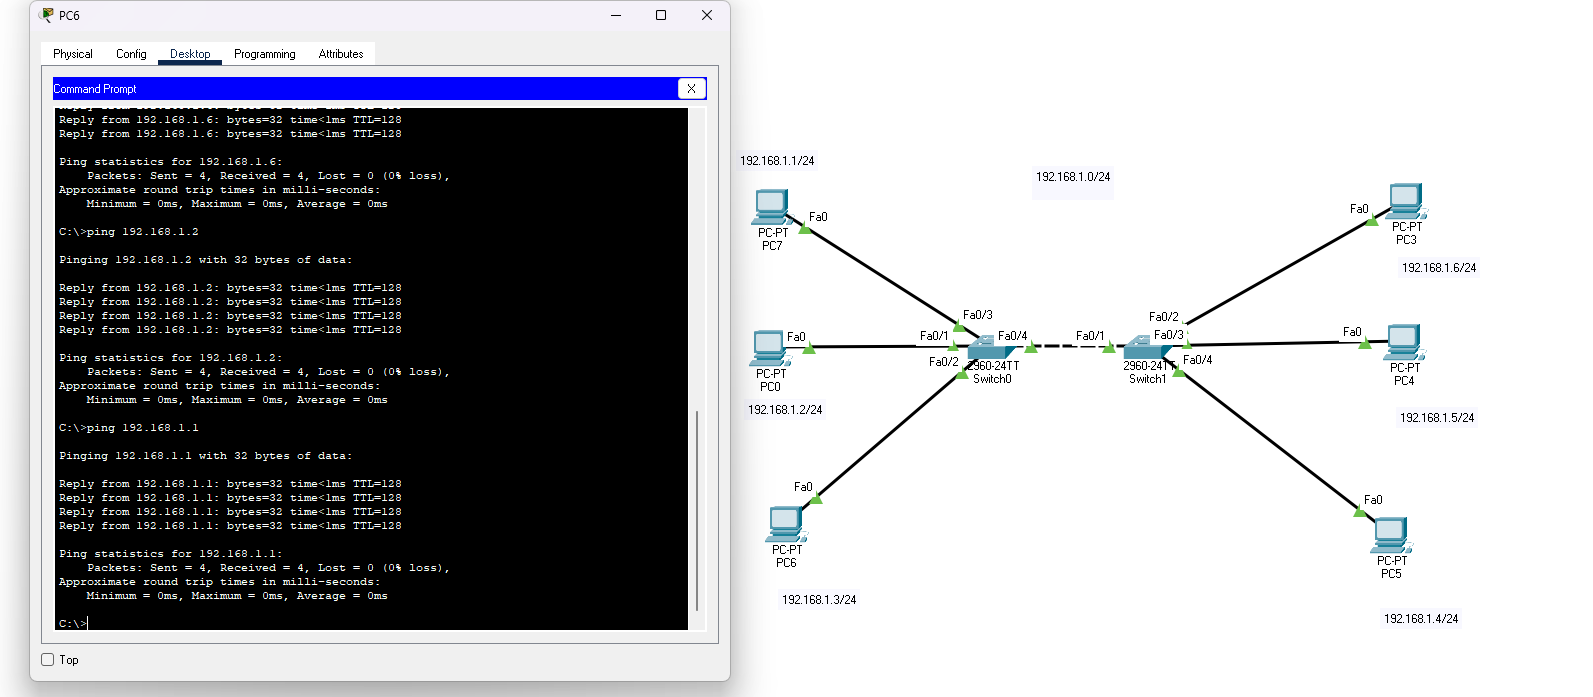 PC6
Physical Config Desktop Programming Attributes
Command Prompt
X
Reply from 192.168.1.6: bytes=32 time<1ms TTL=128
Reply from 192.168.1.6: bytes=32 time<1ms TTL=128
Ping statistics for 192.168.1.6:
Packets: Sent = 4, Received = 4, Lost = 0 (0% loss),
Approximate round trip times in milli-seconds:
Minimum = 0ms, Maximum = 0ms, Average = 0ms
C:\>ping 192.168.1.2
Pinging 192.168.1.2 with 32 bytes of data:
Reply from 192.168.1.2: bytes=32 time<1ms TTL=128
Reply from 192.168.1.2: bytes=32 time<1ms TTL=128
Reply from 192.168.1.2: bytes=32 time<1ms TTL=128
Reply from 192.168.1.2: bytes=32 time<1ms TTL=128
Ping statistics for 192.168.1.2:
Packets: Sent = 4, Received = 4, Lost = 0 (0% loss),
Approximate round trip times in milli-seconds:
Minimum = 0ms, Maximum = 0ms, Average = 0ms
C:\>ping 192.168.1.1
Pinging 192.168.1.1 with 32 bytes of data:
Reply from 192.168.1.1: bytes=32 time<1ms TTL=128
Reply from 192.168.1.1: bytes=32 time<1ms TTL=128
Reply from 192.168.1.1: bytes=32 time<1ms TTL=128
Reply from 192.168.1.1: bytes=32 time<1ms TTL=128
Ping statistics for 192.168.1.1:
Packets: Sent = 4, Received = 4, Lost = 0 (0% loss),
Approximate round trip times in milli-seconds:
Minimum = 0ms, Maximum = 0ms, Average = 0ms
C:\>
Top
192.168.1.1/24
192.168.1.0/24
Fa0
PC-PT
PC7
Fa0
PC-PT
PC3
192.168.1.6/24
Fa0/3
Fa0/1
Fa0/4
Fa0/2
2960-24TT
Switch0
Fa0/1
Fa0/2
Fa0/3
Fa0/4
2960-24TT
Switch1
Fa0
PC-PT
PC0
192.168.1.2/24
Fa0
PC-PT
PC4
192.168.1.5/24
Fa0
PC-PT
PC6
192.168.1.3/24
Fa0
PC-PT
PC5
192.168.1.4/24